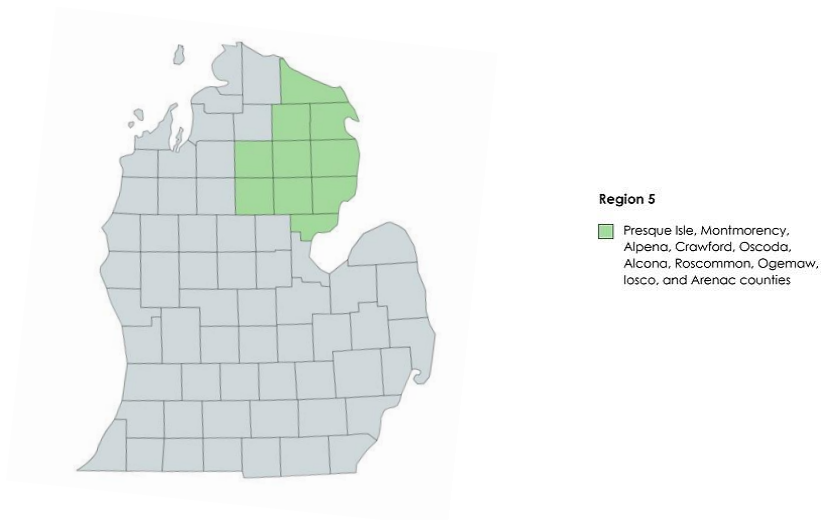 Region 5
Presque Isle, Montmorency,
Alpena, Crawford, Oscoda,
Alcona, Roscommon, Ogemaw,
Iosco, and Arenac counties